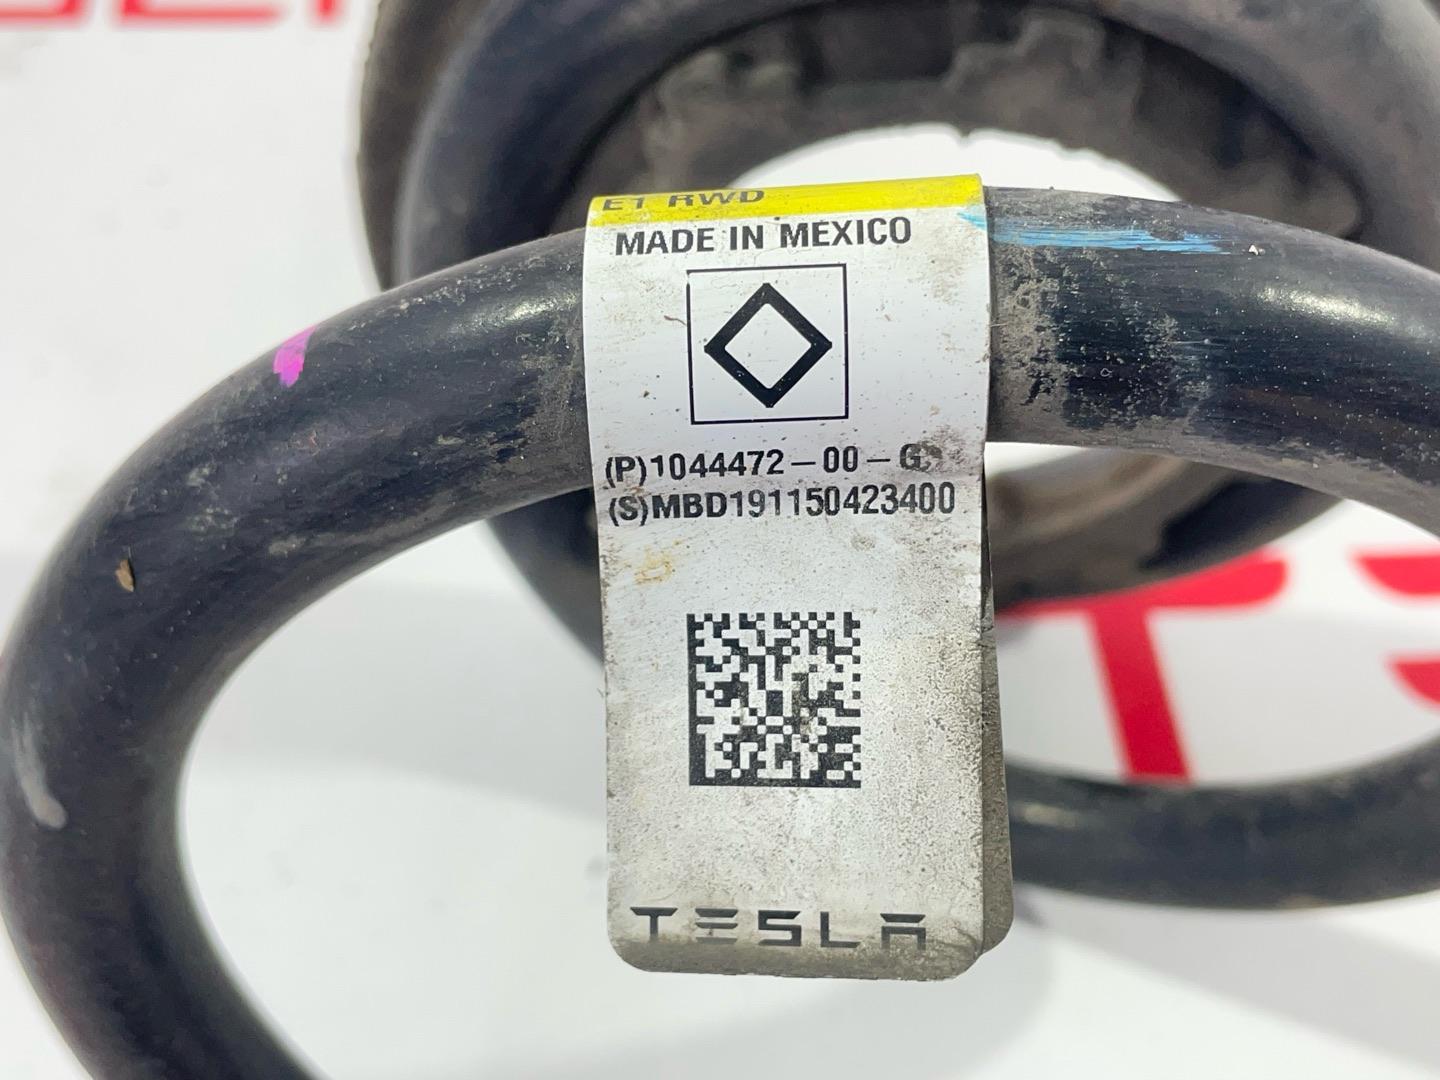 E1 RWD
MADE IN MEXICO
(P)1044472-00-G
(S)MBD191150423400
TESLA